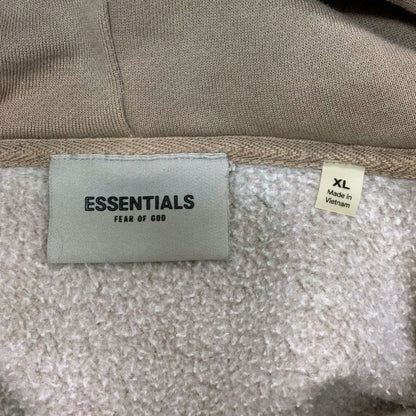 ESSENTIALS
FEAR OF GOD
XL
Made in
Vietnam